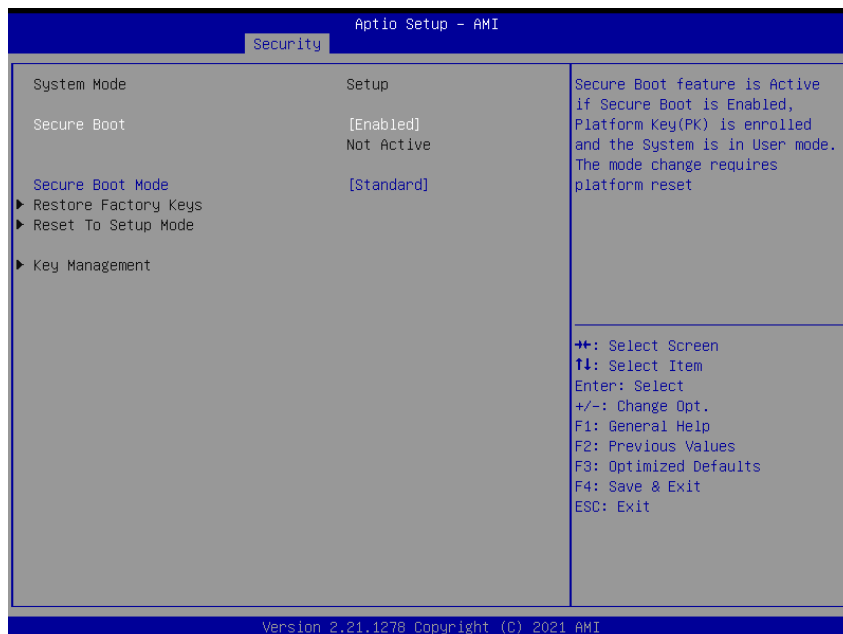 Aptio Setup - AMI
Security
System Mode Setup
Secure Boot [Enabled]
Not Active
Secure Boot Mode [Standard]
Restore Factory Keys
Reset To Setup Mode
Key Management
Secure Boot feature is Active
if Secure Boot is Enabled,
Platform Key(PK) is enrolled
and the System is in User mode.
The mode change requires
platform reset
→←: Select Screen
↑↓: Select Item
Enter: Select
+/-: Change Opt.
F1: General Help
F2: Previous Values
F3: Optimized Defaults
F4: Save & Exit
ESC: Exit
Version 2.21.1278 Copyright (C) 2021 AMI